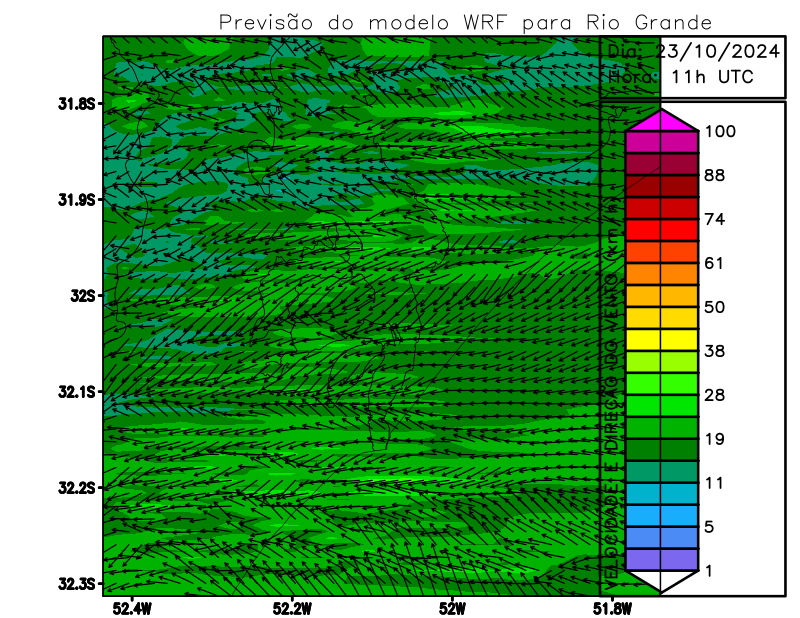 Previsão do modelo WRF para Rio Grande
Dia: 23/10/2024
Hora: 11h UTC
31.8S
31.9S
32S
32.1S
32.2S
32.3S
52.4W
52.2W
52W
51.8W
VELOCIDADE E DIREÇÃO DO VENTO (km/h)
100
88
74
61
50
38
28
19
11
5
1